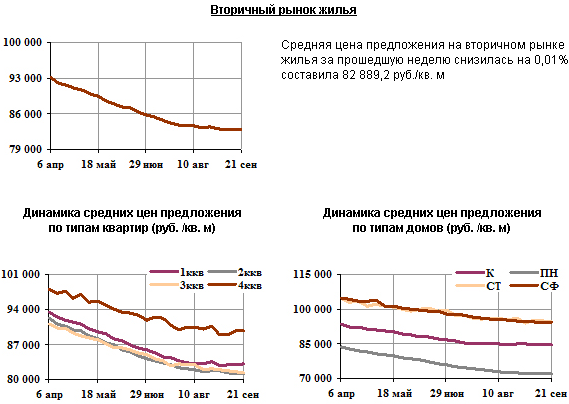 Вторичный рынок жилья
100 000
93 000
86 000
79 000
6 апр 18 май 29 июн 10 авг 21 сен
Средняя цена предложения на вторичном рынке
жилья за прошедшую неделю снизилась на 0,01%
составила 82 889,2 руб./кв. м
Динамика средних цен предложения
по типам квартир (руб. /кв. м)
101 000
94 000
87 000
80 000
1ккв 2ккв
3ккв 4ккв
6 апр 18 май 29 июн 10 авг 21 сен
Динамика средних цен предложения
по типам домов (руб. /кв. м)
115 000
100 000
85 000
70 000
К ПН
СТ СФ
6 апр 18 май 29 июн 10 авг 21 сен